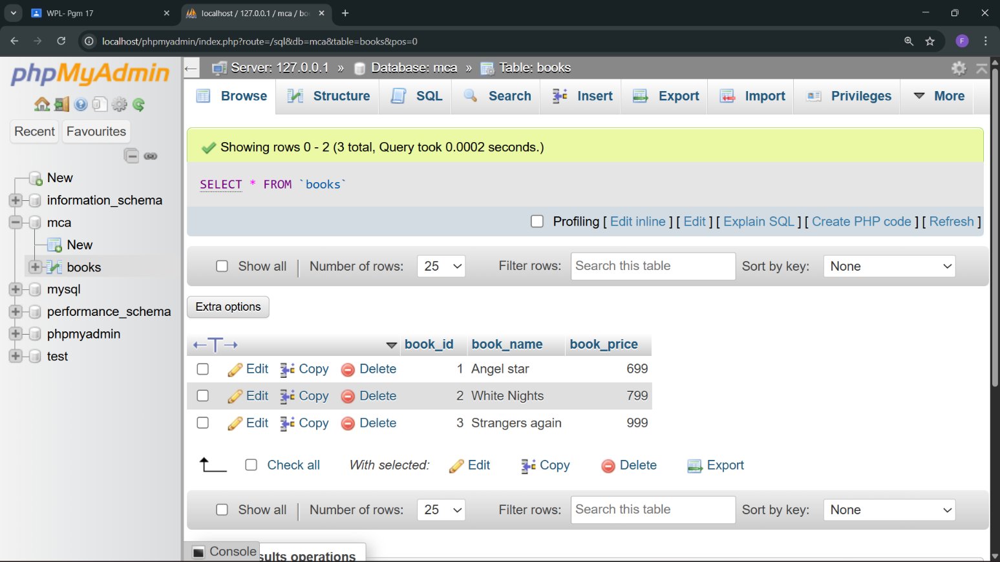 WPL- Pgm 17
localhost / 127.0.0.1 / mca / bo
localhost/phpmyadmin/index.php?route=/sql&db=mca&table=books&pos=0
F
phpMyAdmin
Recent Favourites
New
information_schema
mca
New
books
mysql
performance_schema
phpmyadmin
test
Server: 127.0.0.1 » Database: mca » Table: books
Browse Structure SQL Search Insert Export Import Privileges More
Showing rows 0 - 2 (3 total, Query took 0.0002 seconds.)
SELECT * FROM `books`
Profiling [ Edit inline ] [ Edit ] [ Explain SQL ] [ Create PHP code ] [ Refresh ]
Show all | Number of rows: 25 Filter rows: Search this table Sort by key: None
Extra options
←T→ book_id book_name book_price
Edit Copy Delete 1 Angel star 699
Edit Copy Delete 2 White Nights 799
Edit Copy Delete 3 Strangers again 999
Check all With selected: Edit Copy Delete Export
Show all | Number of rows: 25 Filter rows: Search this table Sort by key: None
Console
sults operations